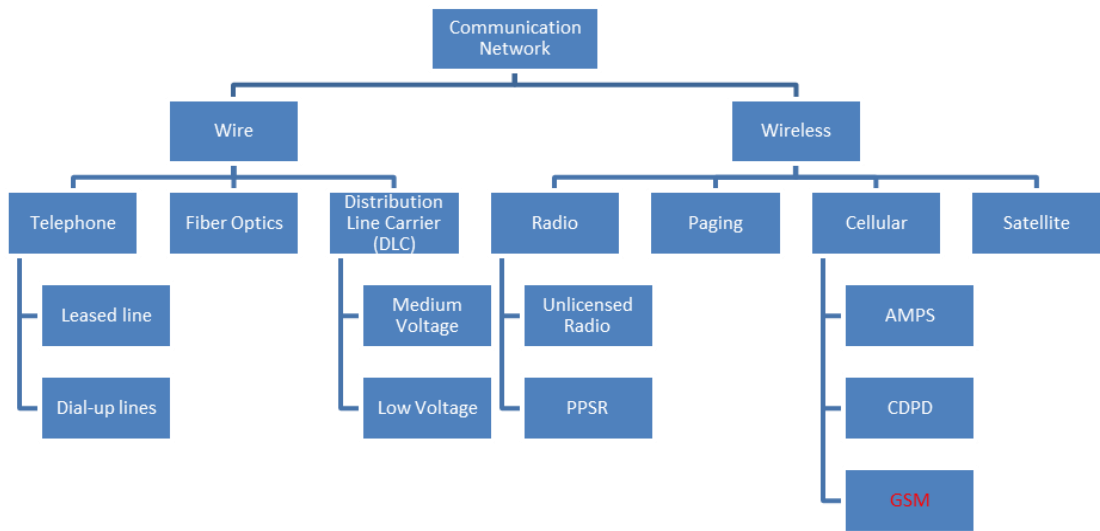 Communication
Network
Wire
Wireless
Telephone
Fiber Optics
Distribution
Line Carrier
(DLC)
Radio
Paging
Cellular
Satellite
Leased line
Medium
Voltage
Unlicensed
Radio
AMPS
Dial-up lines
Low Voltage
PPSR
CDPD
GSM